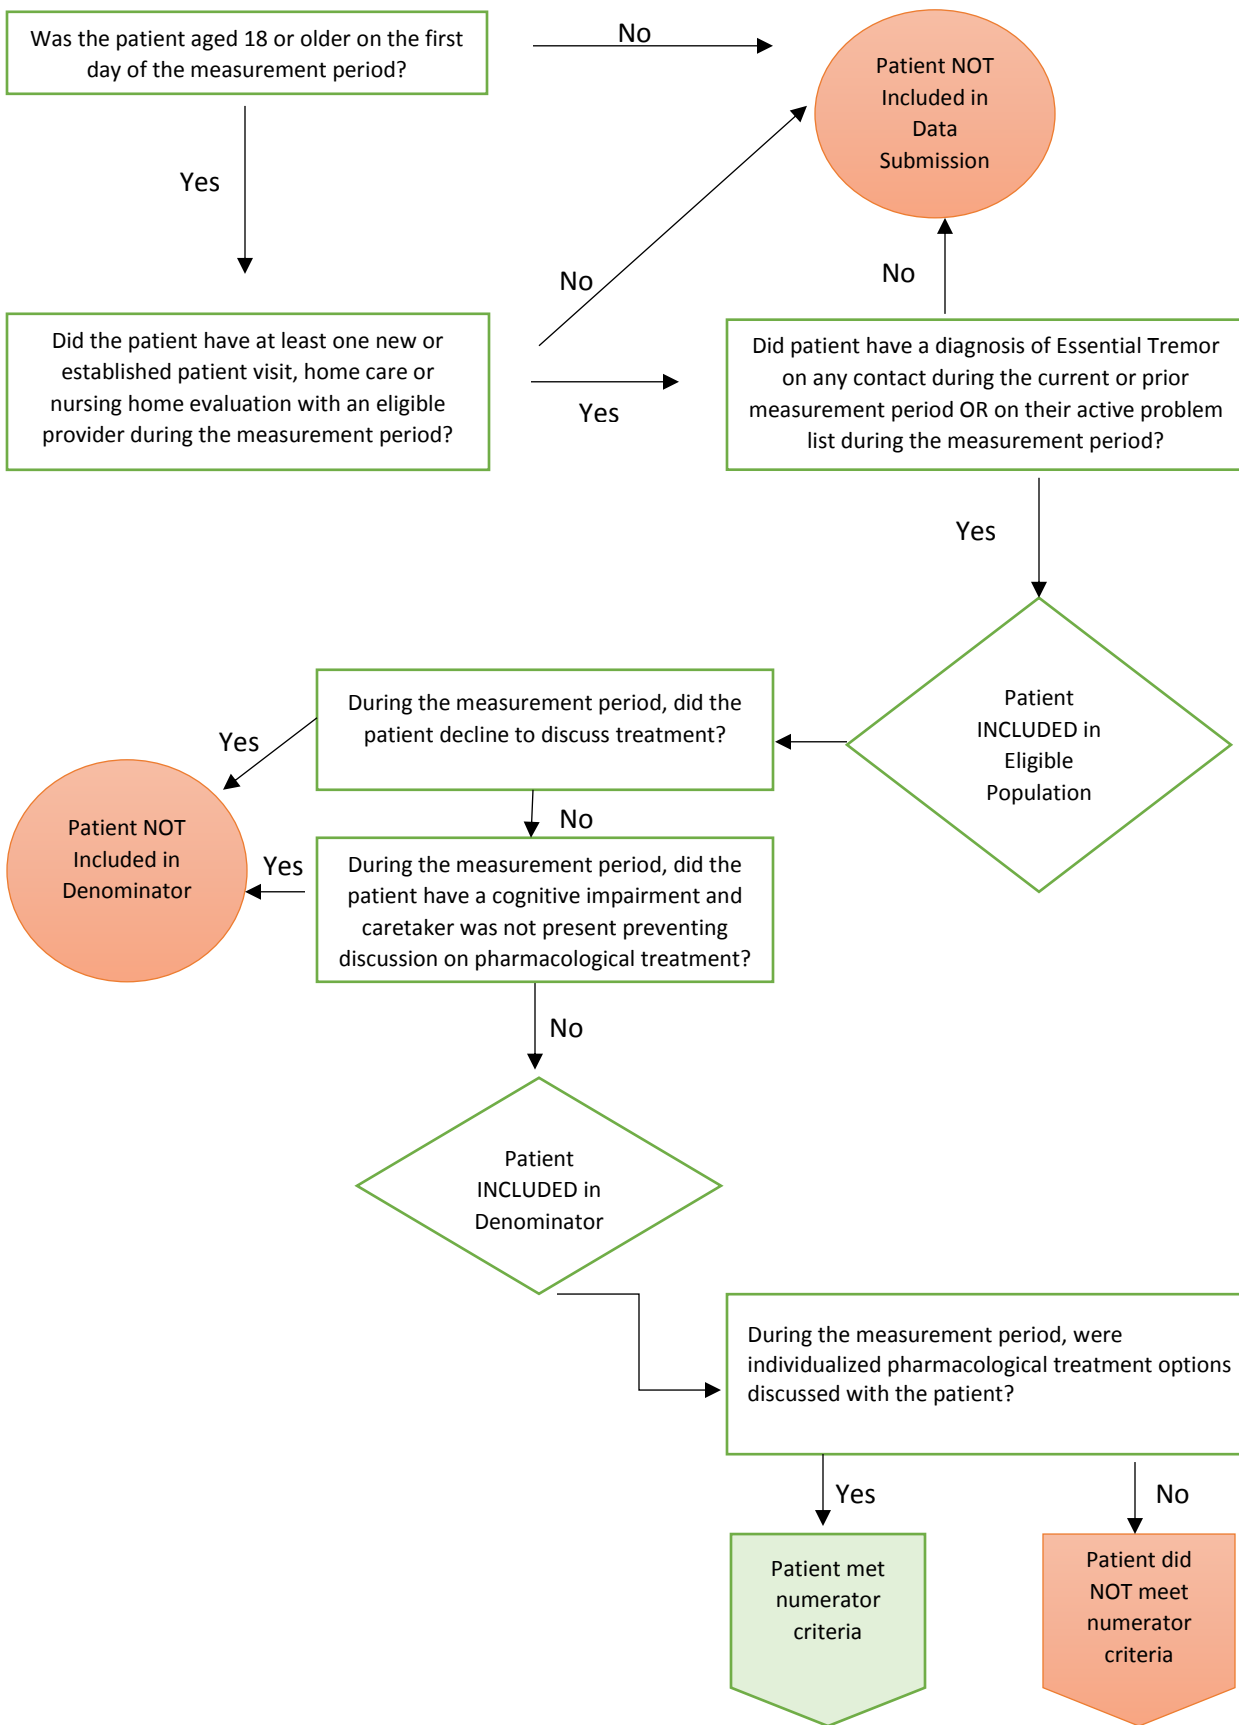 Was the patient aged 18 or older on the first
day of the measurement period?
No
Patient NOT
Included in
Data
Submission
Yes
No
No
Did the patient have at least one new or
established patient visit, home care or
nursing home evaluation with an eligible
provider during the measurement period?
Yes
Did patient have a diagnosis of Essential Tremor
on any contact during the current or prior
measurement period OR on their active problem
list during the measurement period?
Yes
Patient
INCLUDED in
Eligible
Population
During the measurement period, did the
patient decline to discuss treatment?
Yes
No
Patient NOT
Included in
Denominator
Yes
During the measurement period, did the
patient have a cognitive impairment and
caretaker was not present preventing
discussion on pharmacological treatment?
No
Patient
INCLUDED in
Denominator
During the measurement period, were
individualized pharmacological treatment options
discussed with the patient?
Yes
No
Patient met
numerator
criteria
Patient did
NOT meet
numerator
criteria